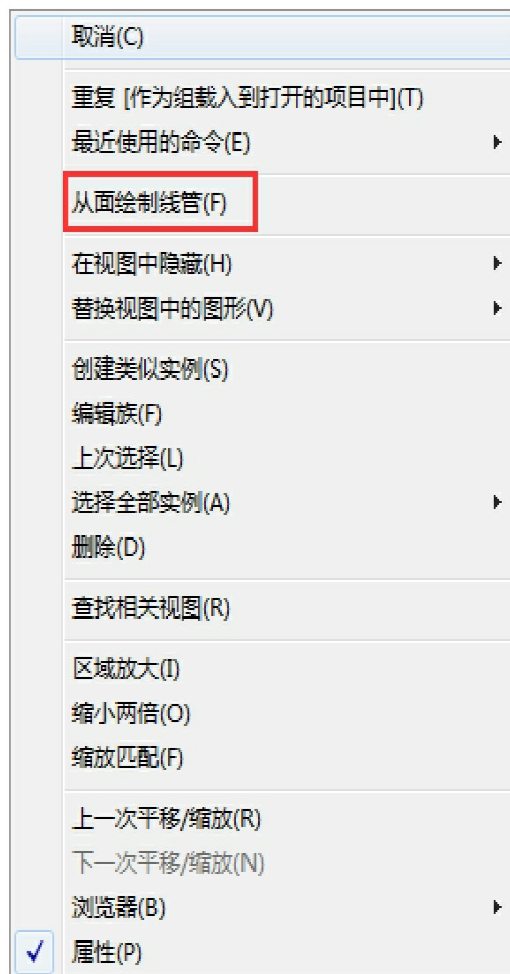 取消(C)
重复 [作为组载入到打开的项目中](T)
最近使用的命令(E)
从面绘制线管(F)
在视图中隐藏(H)
替换视图中的图形(V)
创建类似实例(S)
编辑族(F)
上次选择(L)
选择全部实例(A)
删除(D)
查找相关视图(R)
区域放大(I)
缩小两倍(O)
缩放匹配(F)
上一次平移/缩放(R)
下一次平移/缩放(N)
浏览器(B)
属性(P)